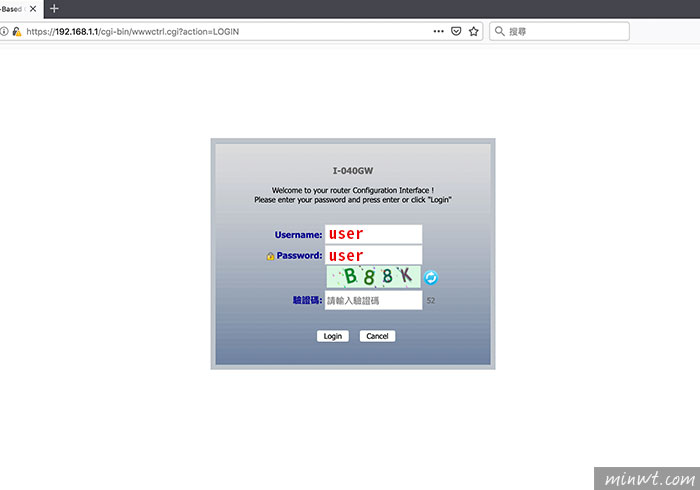 -Based
https://192.168.1.1/cgi-bin/wwwctrl.cgi?action=LOGIN
搜尋
I-040GW
Welcome to your router Configuration Interface !
Please enter your password and press enter or click "Login"
Username: user
Password: user
B88K
驗證碼: 請輸入驗證碼 52
Login Cancel
minwt.com